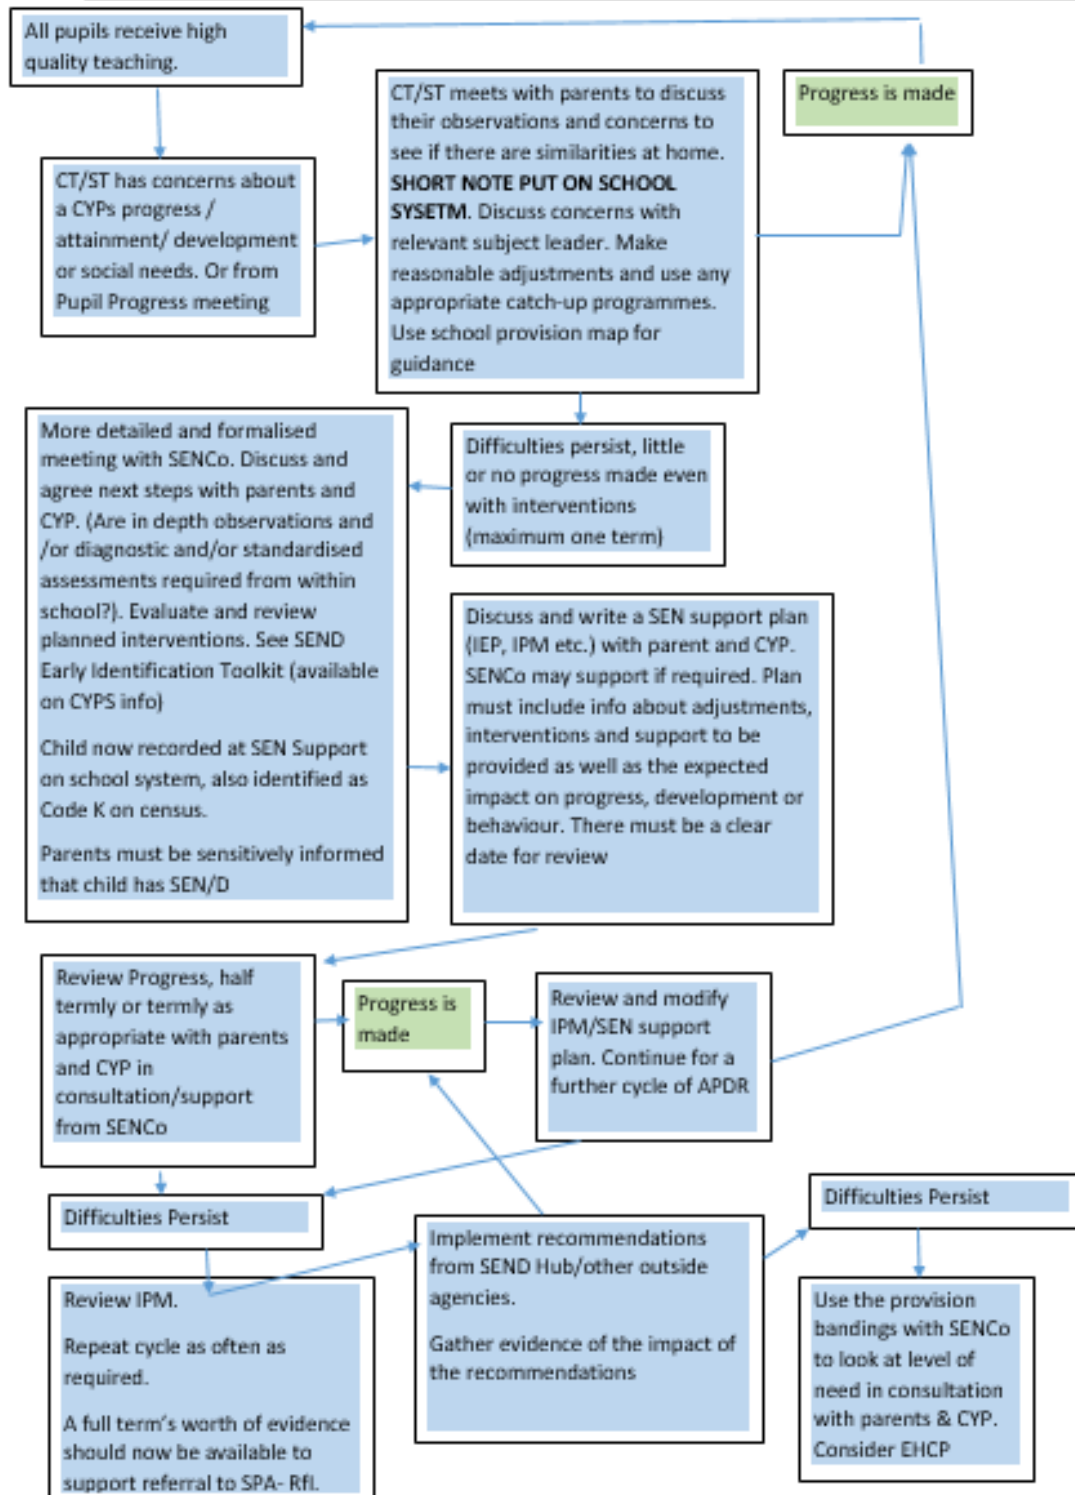 All pupils receive high
quality teaching.
Progress is made
CT/ST meets with parents to discuss
their observations and concerns to
see if there are similarities at home.
SHORT NOTE PUT ON SCHOOL
SYSETM. Discuss concerns with
relevant subject leader. Make
reasonable adjustments and use any
appropriate catch-up programmes.
Use school provision map for
guidance
CT/ST has concerns about
a CYPs progress /
attainment/ development
or social needs. Or from
Pupil Progress meeting
Difficulties persist, little
or no progress made even
with interventions
(maximum one term)
More detailed and formalised
meeting with SENCo. Discuss and
agree next steps with parents and
CYP. (Are in depth observations and
/or diagnostic and/or standardised
assessments required from within
school?). Evaluate and review
planned interventions. See SEND
Early Identification Toolkit (available
on CYPS info)
Child now recorded at SEN Support
on school system, also identified as
Code K on census.
Parents must be sensitively informed
that child has SEN/D
Discuss and write a SEN support plan
(IEP, IPM etc.) with parent and CYP.
SENCo may support if required. Plan
must include info about adjustments,
interventions and support to be
provided as well as the expected
impact on progress, development or
behaviour. There must be a clear
date for review
Review Progress, half
termly or termly as
appropriate with parents
and CYP in
consultation/support
from SENCo
Progress is
made
Review and modify
IPM/SEN support
plan. Continue for a
further cycle of APDR
Difficulties Persist
Review IPM.
Repeat cycle as often as
required.
A full term's worth of evidence
should now be available to
support referral to SPA- RfI.
Implement recommendations
from SEND Hub/other outside
agencies.
Gather evidence of the impact of
the recommendations
Difficulties Persist
Use the provision
bandings with SENCo
to look at level of
need in consultation
with parents & CYP.
Consider EHCP